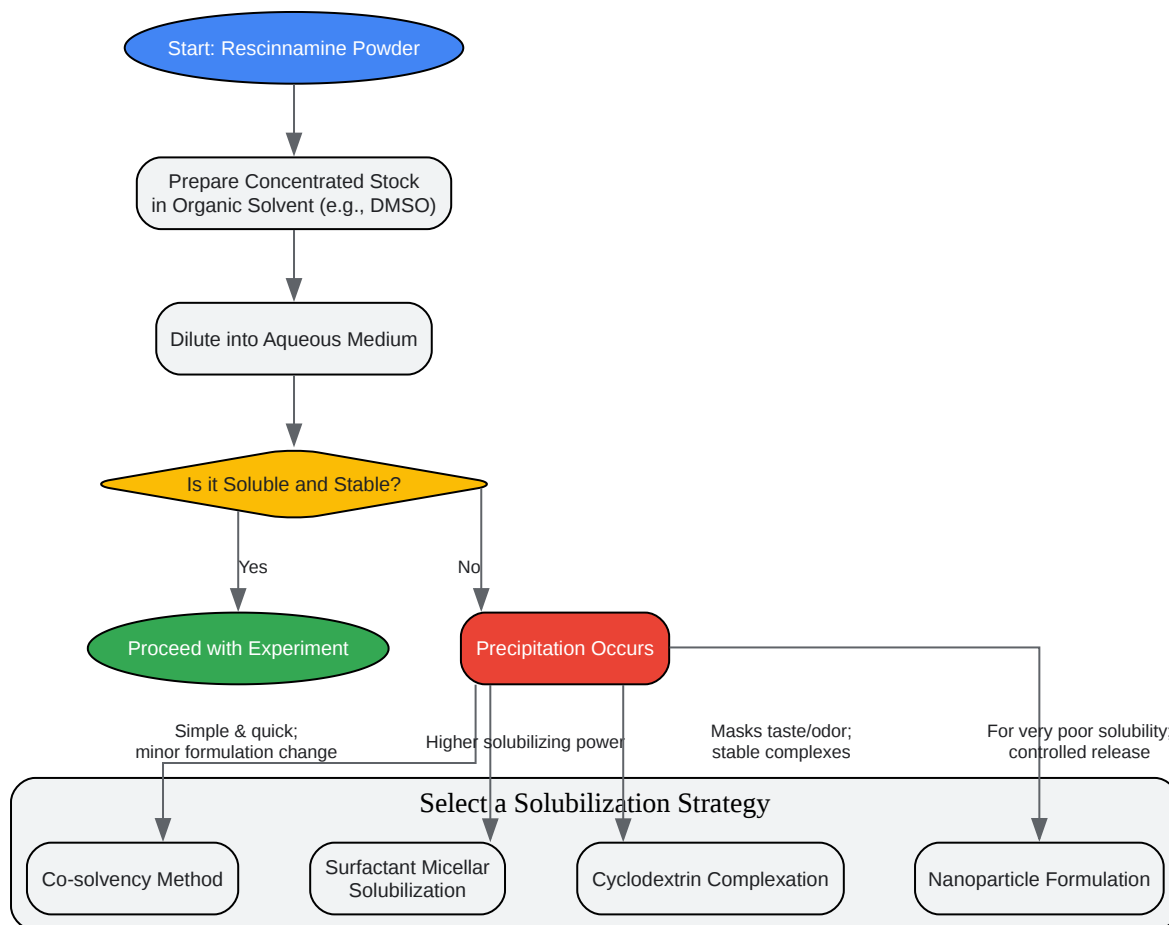 Start: Rescinnamine Powder
Prepare Concentrated Stock
in Organic Solvent (e.g., DMSO)
Dilute into Aqueous Medium
Is it Soluble and Stable?
Yes
No
Proceed with Experiment
Precipitation Occurs
Simple & quick;
minor formulation change
Higher solubilizing power
Masks taste/odor;
stable complexes
For very poor solubility;
controlled release
Select a Solubilization Strategy
Co-solvency Method
Surfactant Micellar
Solubilization
Cyclodextrin Complexation
Nanoparticle Formulation